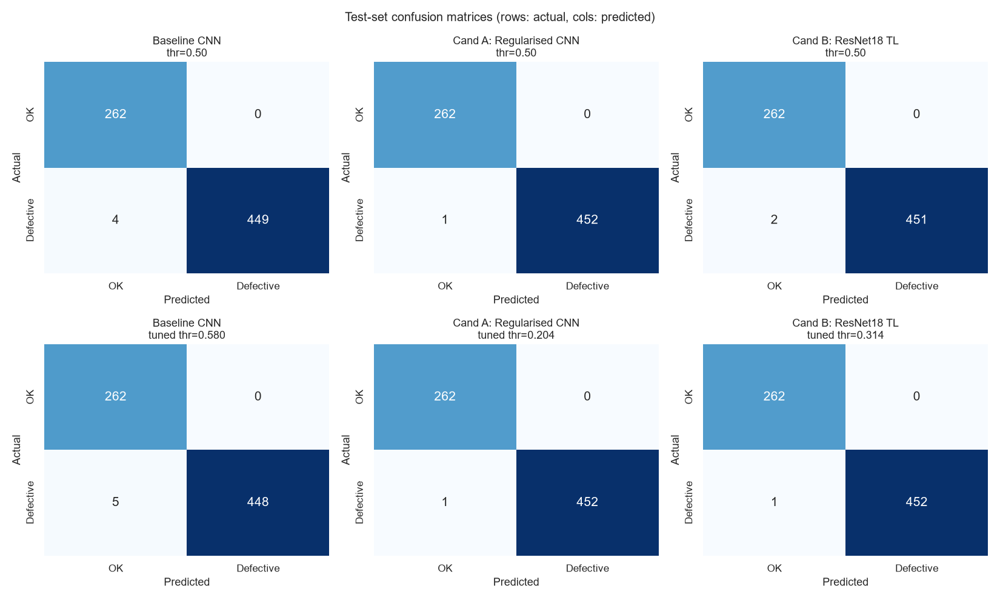 Test-set confusion matrices (rows: actual, cols: predicted)
Baseline CNN
thr=0.50
OK
262
0
Actual
Defective
4
449
OK
Defective
Predicted
Cand A: Regularised CNN
thr=0.50
OK
262
0
Actual
Defective
1
452
OK
Defective
Predicted
Cand B: ResNet18 TL
thr=0.50
OK
262
0
Actual
Defective
2
451
OK
Defective
Predicted
Baseline CNN
tuned thr=0.580
OK
262
0
Actual
Defective
5
448
OK
Defective
Predicted
Cand A: Regularised CNN
tuned thr=0.204
OK
262
0
Actual
Defective
1
452
OK
Defective
Predicted
Cand B: ResNet18 TL
tuned thr=0.314
OK
262
0
Actual
Defective
1
452
OK
Defective
Predicted